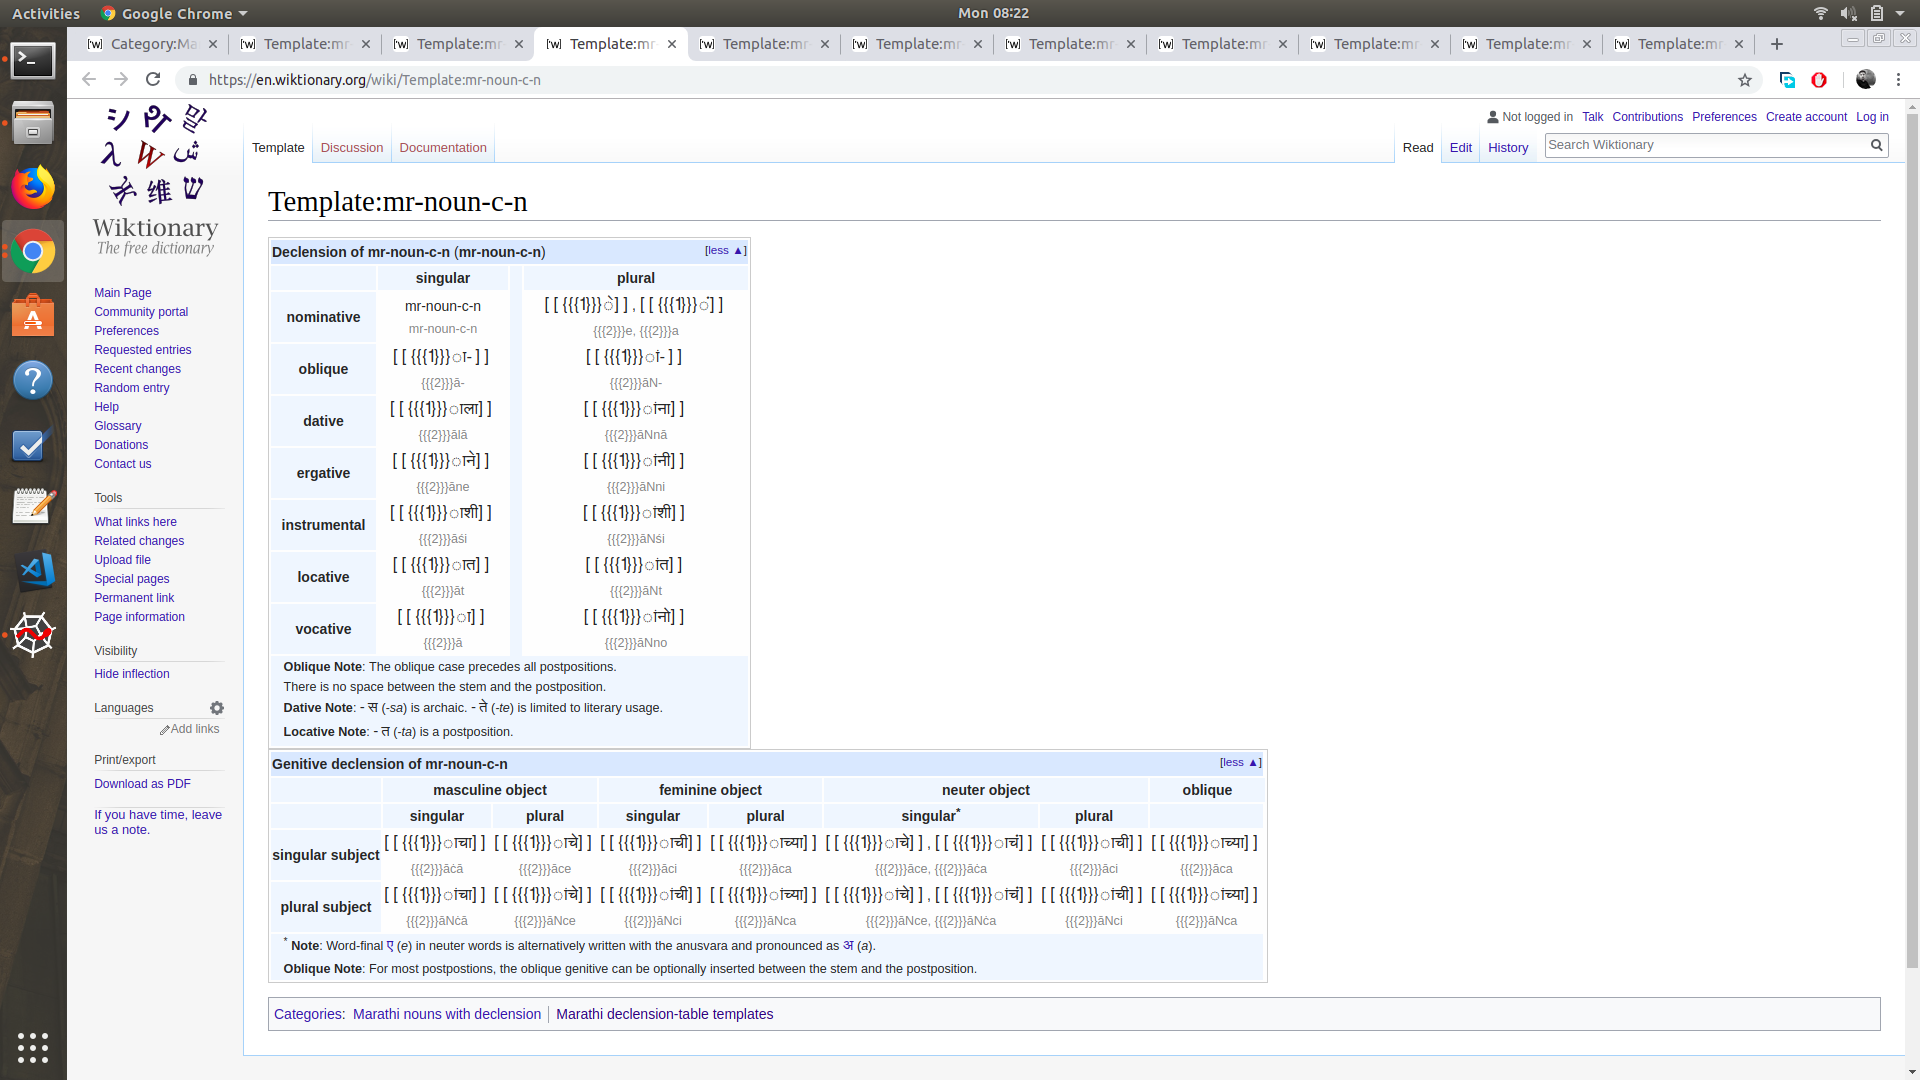 Activities Google Chrome Mon 08:22
Category:Ma Template:mr Template:mr Template:mr Template:mr Template:mr Template:mr Template:mr Template:mr Template:mr Template:mr
https://en.wiktionary.org/wiki/Template:mr-noun-c-n
Not logged in Talk Contributions Preferences Create account Log in
Template Discussion Documentation Read Edit History Search Wiktionary
Wiktionary
The free dictionary
Main Page
Community portal
Preferences
Requested entries
Recent changes
Random entry
Help
Glossary
Donations
Contact us
Tools
What links here
Related changes
Upload file
Special pages
Permanent link
Page information
Visibility
Hide inflection
Languages
Add links
Print/export
Download as PDF
If you have time, leave
us a note.
Template:mr-noun-c-n
Declension of mr-noun-c-n (mr-noun-c-n) [less ▲]
singular plural
nominative mr-noun-c-n [ [ {{{1}}}े] ] , [ [ {{{1}}}ं] ]
mr-noun-c-n {{{2}}}e, {{{2}}}a
oblique [ [ {{{1}}}ा- ] ] [ [ {{{1}}}ां- ] ]
{{{2}}}ā- {{{2}}}āN-
dative [ [ {{{1}}}ाला] ] [ [ {{{1}}}ांना] ]
{{{2}}}ālā {{{2}}}āNnā
ergative [ [ {{{1}}}ाने] ] [ [ {{{1}}}ांनी] ]
{{{2}}}āne {{{2}}}āNni
instrumental [ [ {{{1}}}ाशी] ] [ [ {{{1}}}ांशी] ]
{{{2}}}āśi {{{2}}}āNśi
locative [ [ {{{1}}}ात] ] [ [ {{{1}}}ांत] ]
{{{2}}}āt {{{2}}}āNt
vocative [ [ {{{1}}}ा] ] [ [ {{{1}}}ांनो] ]
{{{2}}}ā {{{2}}}āNno
Oblique Note: The oblique case precedes all postpositions.
There is no space between the stem and the postposition.
Dative Note: - स (-sa) is archaic. - ते (-te) is limited to literary usage.
Locative Note: - त (-ta) is a postposition.
Genitive declension of mr-noun-c-n [less ▲]
masculine object feminine object neuter object oblique
singular plural singular plural singular* plural
singular subject [ [ {{{1}}}ाचा] ] [ [ {{{1}}}ाचे] ] [ [ {{{1}}}ाची] ] [ [ {{{1}}}ाच्या] ] [ [ {{{1}}}ाचे] ] , [ [ {{{1}}}ाचं] ] [ [ {{{1}}}ाची] ] [ [ {{{1}}}ाच्या] ]
{{{2}}}āċā {{{2}}}āce {{{2}}}āci {{{2}}}āca {{{2}}}āce, {{{2}}}āċa {{{2}}}āci {{{2}}}āca
plural subject [ [ {{{1}}}ांचा] ] [ [ {{{1}}}ांचे] ] [ [ {{{1}}}ांची] ] [ [ {{{1}}}ांच्या] ] [ [ {{{1}}}ांचे] ] , [ [ {{{1}}}ांचं] ] [ [ {{{1}}}ांची] ] [ [ {{{1}}}ांच्या] ]
{{{2}}}āNċā {{{2}}}āNce {{{2}}}āNci {{{2}}}āNca {{{2}}}āNce, {{{2}}}āNċa {{{2}}}āNci {{{2}}}āNca
* Note: Word-final ए (e) in neuter words is alternatively written with the anusvara and pronounced as अ (a).
Oblique Note: For most postpostions, the oblique genitive can be optionally inserted between the stem and the postposition.
Categories: Marathi nouns with declension | Marathi declension-table templates